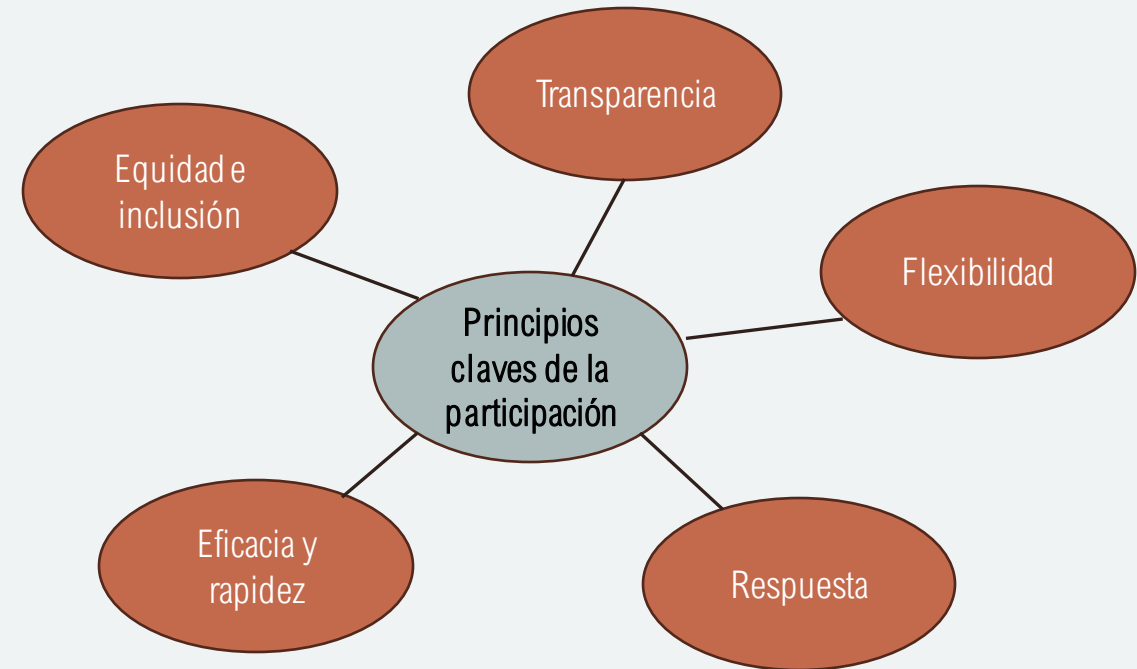 Transparencia
Equidad e
inclusión
Flexibilidad
Principios
claves de la
participación
Eficacia y
rapidez
Respuesta